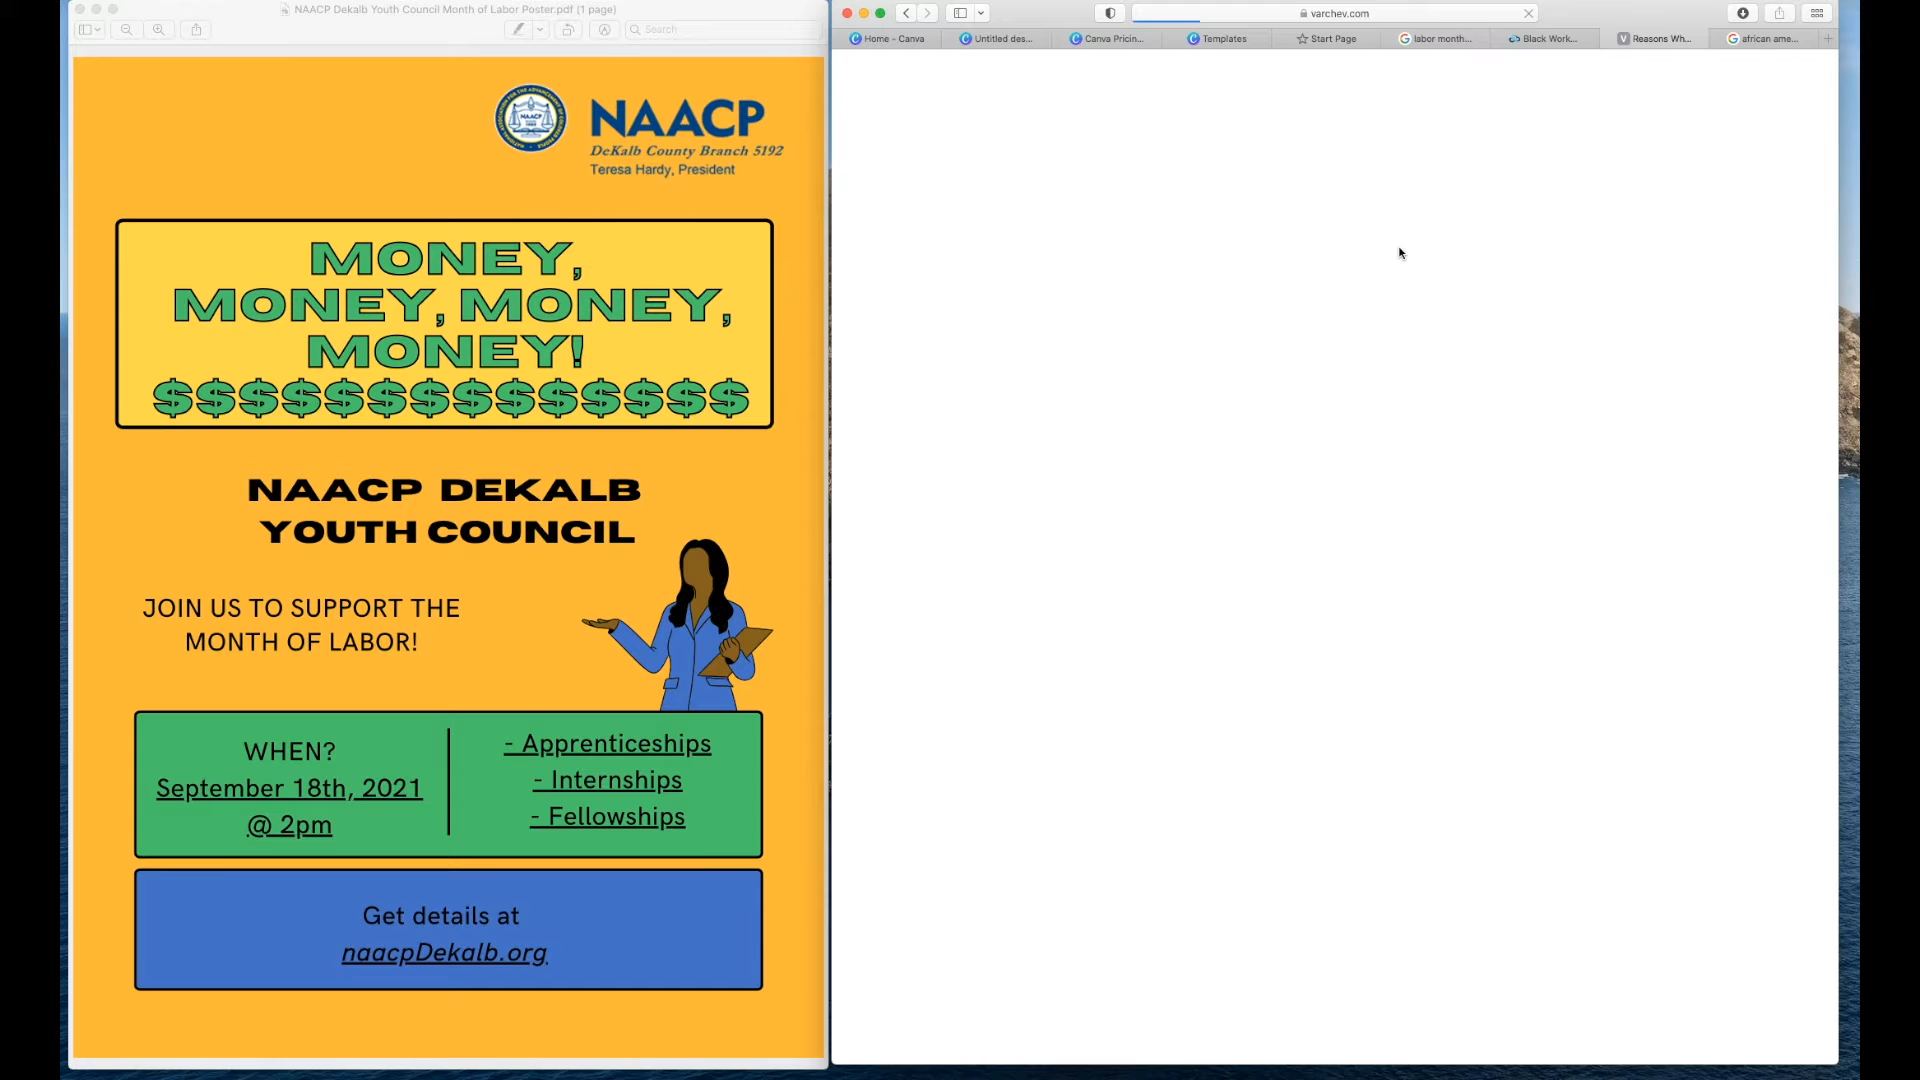 NAACP Dekalb Youth Council Month of Labor Poster.pdf (1 page)
Search
NAACP
DeKalb County Branch 5192
Teresa Hardy, President
MONEY,
MONEY, MONEY,
MONEY!
$$$$$$$$$$$$$$
NAACP DEKALB
YOUTH COUNCIL
JOIN US TO SUPPORT THE
MONTH OF LABOR!
WHEN?
September 18th, 2021
@ 2pm
- Apprenticeships
- Internships
- Fellowships
Get details at
naacpDekalb.org
varchev.com
Home - Canva
Untitled des...
Canva Pricin...
Templates
Start Page
labor month...
Black Work...
Reasons Wh...
african ame...